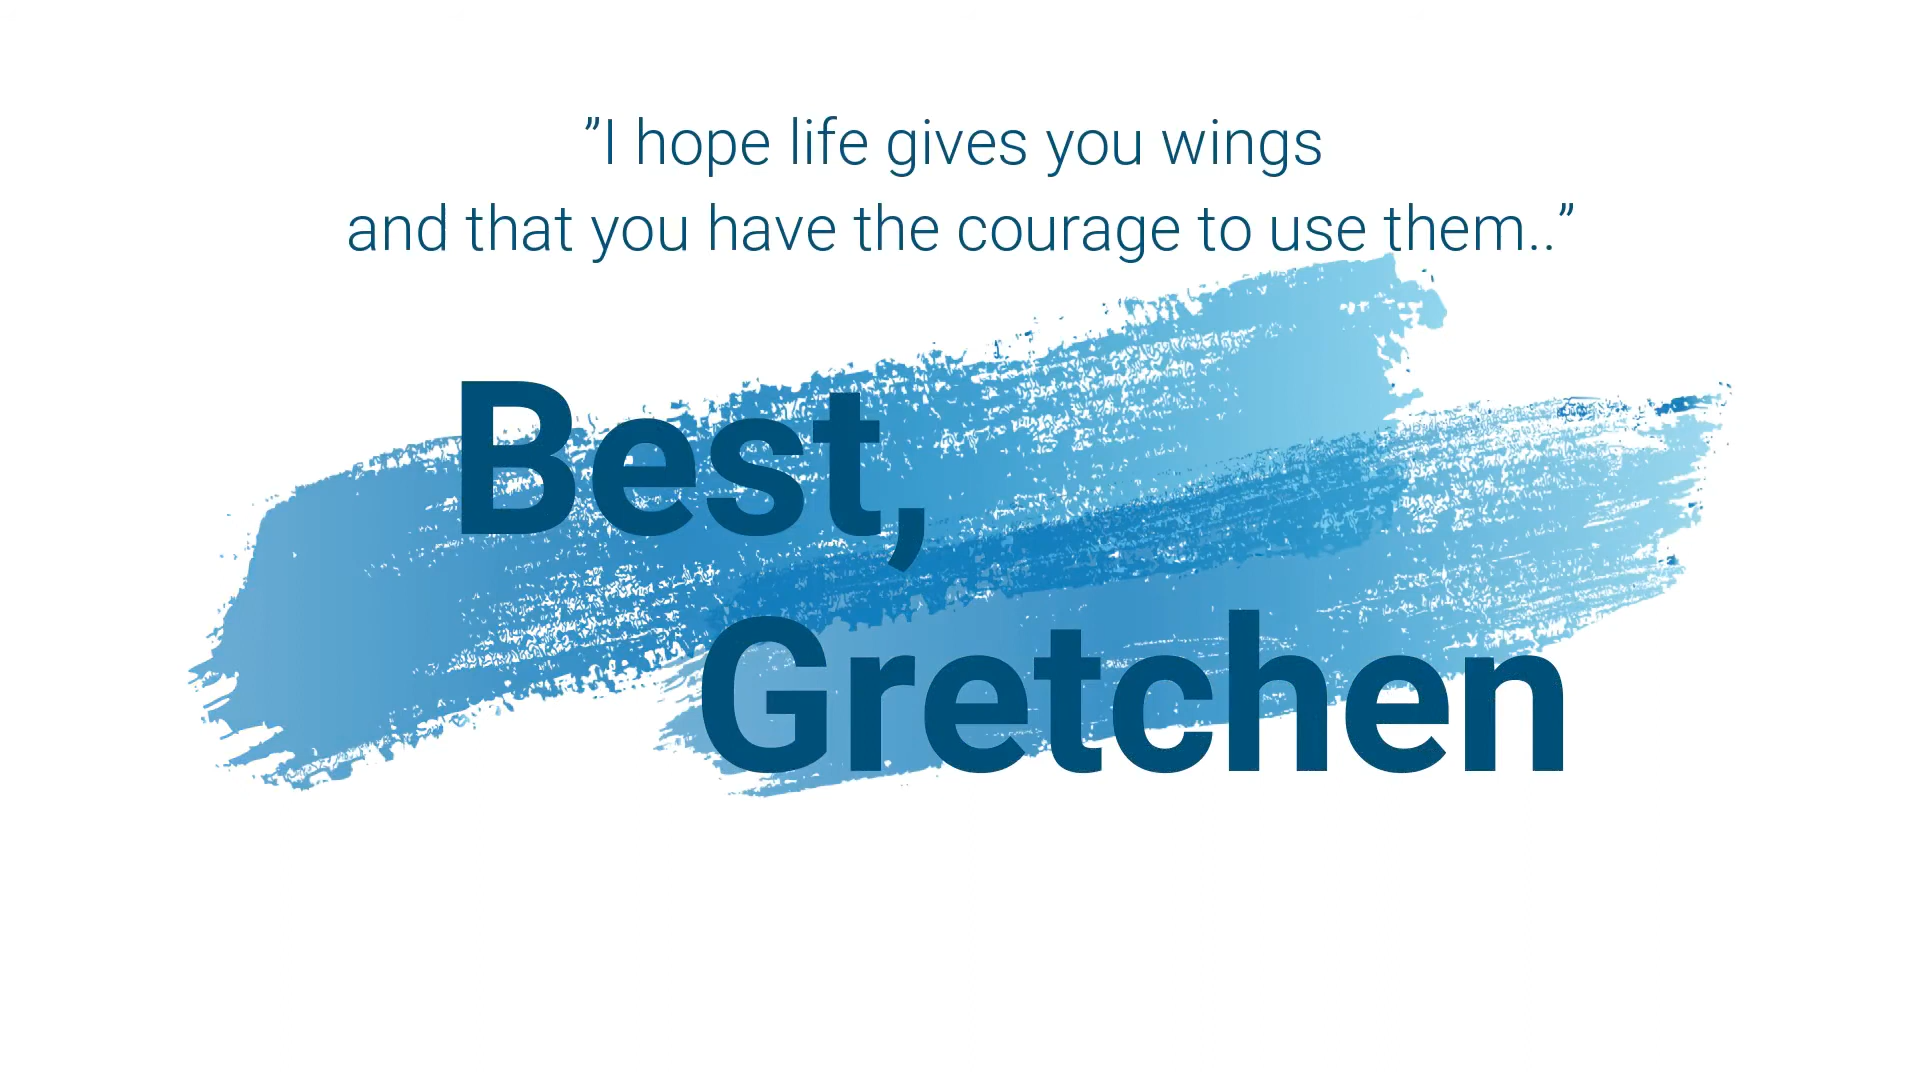 ”I hope life gives you wings
and that you have the courage to use them..”
Best,
Gretchen